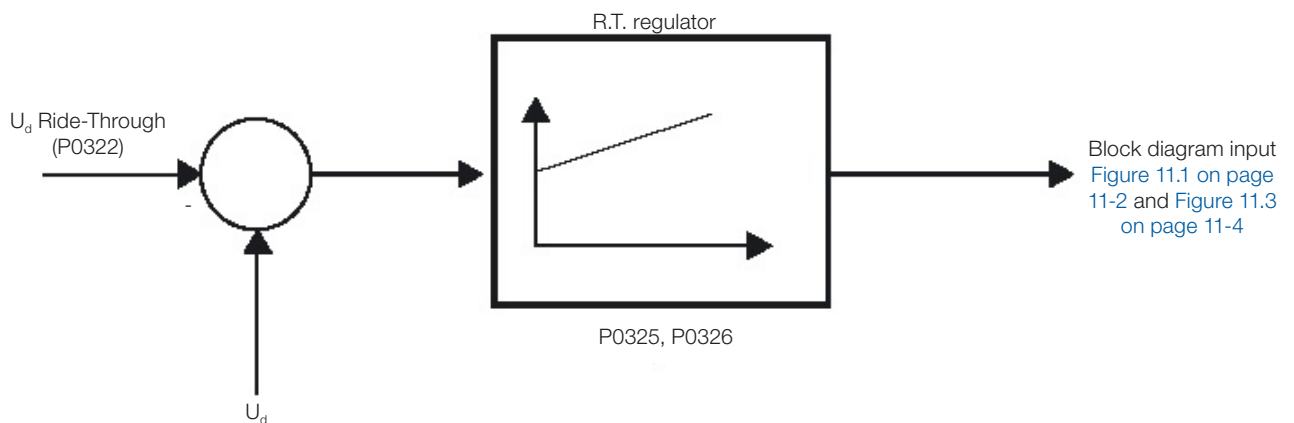 R.T. regulator
U_d Ride-Through
(P0322)
-
Block diagram input
Figure 11.1 on page
11-2 and Figure 11.3
on page 11-4
P0325, P0326
U_d